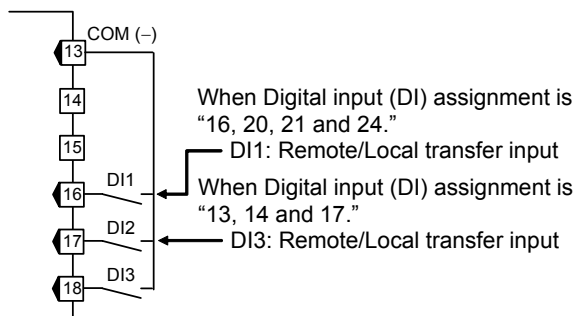 COM (−)
13
14
15
16
DI1
17
DI2
18
DI3
When Digital input (DI) assignment is
“16, 20, 21 and 24.”
DI1: Remote/Local transfer input
When Digital input (DI) assignment is
“13, 14 and 17.”
DI3: Remote/Local transfer input